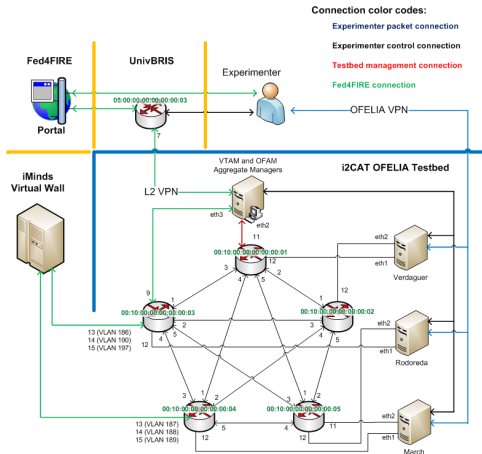 Connection color codes:
Experimenter packet connection
Experimenter control connection
Testbed management connection
Fed4FIRE connection
Fed4FIRE
UnivBRIS
Experimenter
05:00:00:00:00:00:00:03
Portal
OFELIA VPN
7
iMinds
Virtual Wall
VTAM and OFAM
Aggregate Managers
i2CAT OFELIA Testbed
L2 VPN
eth3
eth2
11
00:10:00:00:00:00:00:01
12
eth2
eth1
Verdaguer
3
4
5
2
12
9
00:10:00:00:00:00:00:03
1
2
5
4
12
1
3
2
4
5
00:10:00:00:00:00:00:02
eth2
eth1
Rodoreda
13 (VLAN 186)
14 (VLAN 190)
15 (VLAN 197)
3
1
2
00:10:00:00:00:00:00:04
5
12
3
1
2
00:10:00:00:00:00:00:05
4
11
12
13 (VLAN 187)
14 (VLAN 188)
15 (VLAN 189)
eth2
eth1
March